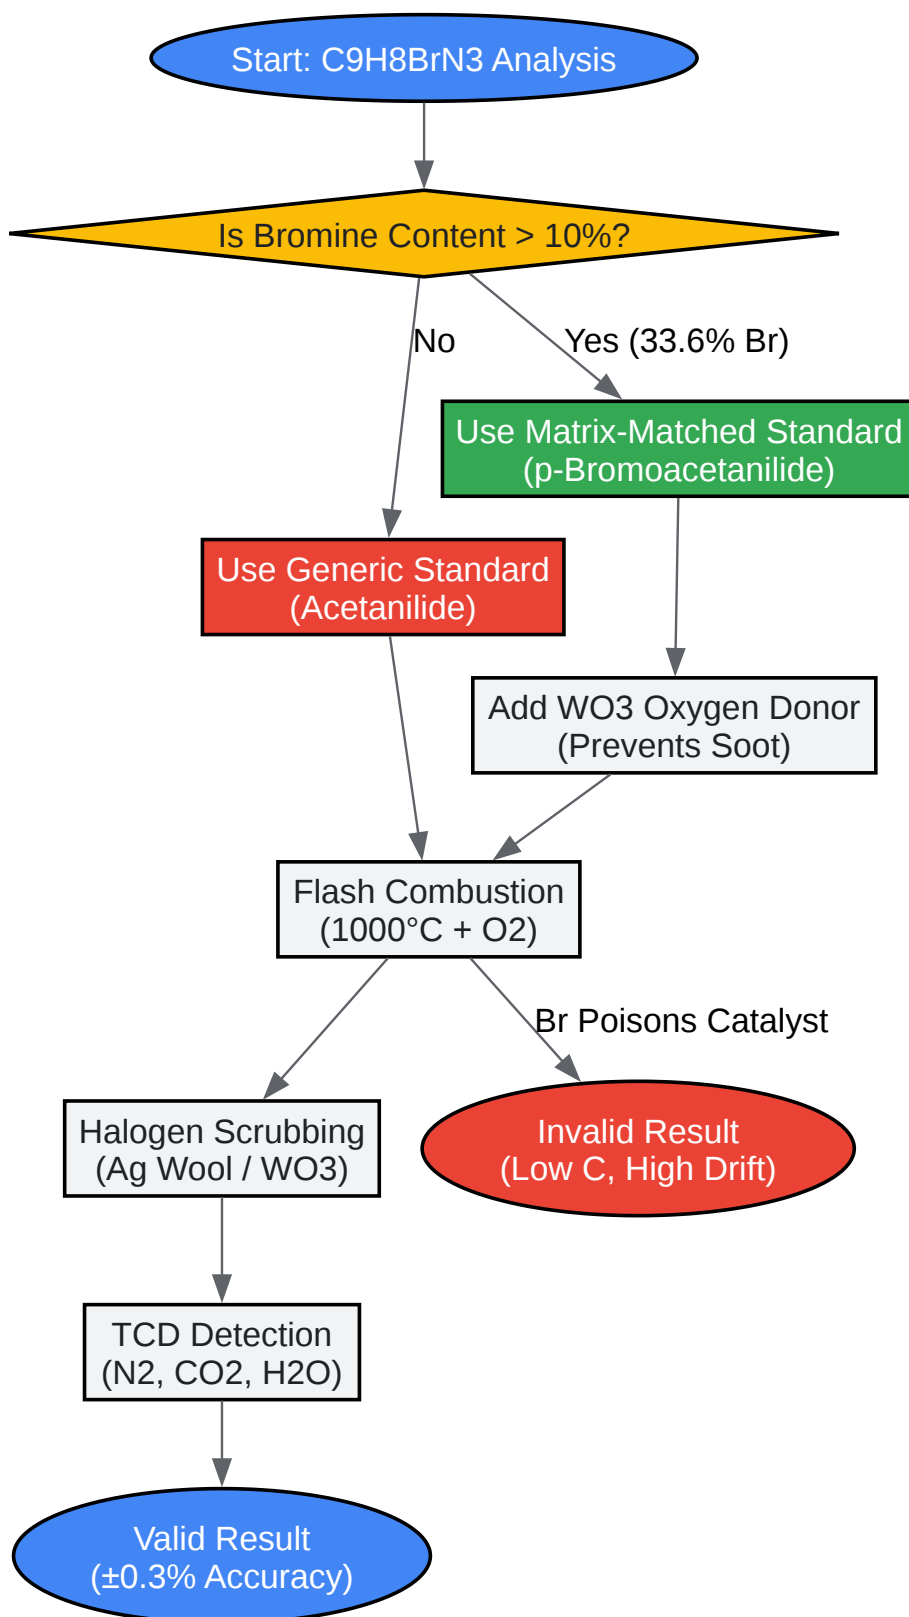 Start: C9H8BrN3 Analysis
Is Bromine Content > 10%?
No
Yes (33.6% Br)
Use Matrix-Matched Standard
(p-Bromoacetanilide)
Use Generic Standard
(Acetanilide)
Add WO3 Oxygen Donor
(Prevents Soot)
Flash Combustion
(1000°C + O2)
Br Poisons Catalyst
Halogen Scrubbing
(Ag Wool / WO3)
Invalid Result
(Low C, High Drift)
TCD Detection
(N2, CO2, H2O)
Valid Result
(±0.3% Accuracy)